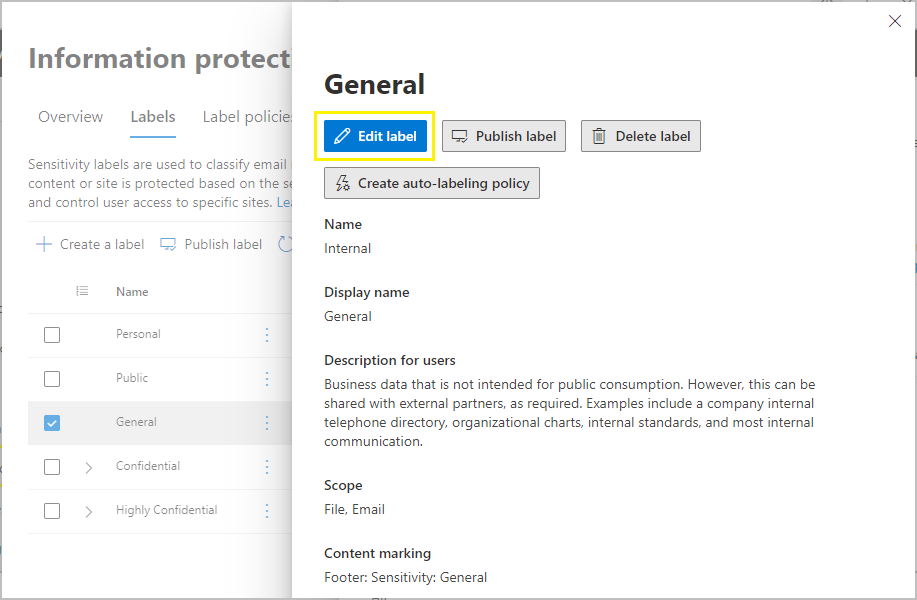 Information protecti
Overview Labels Label policies
Sensitivity labels are used to classify email
content or site is protected based on the se
and control user access to specific sites. Lea
Create a label Publish label
Name
Personal
Public
General
Confidential
Highly Confidential
General
Edit label Publish label Delete label
Create auto-labeling policy
Name
Internal
Display name
General
Description for users
Business data that is not intended for public consumption. However, this can be
shared with external partners, as required. Examples include a company internal
telephone directory, organizational charts, internal standards, and most internal
communication.
Scope
File, Email
Content marking
Footer: Sensitivity: General